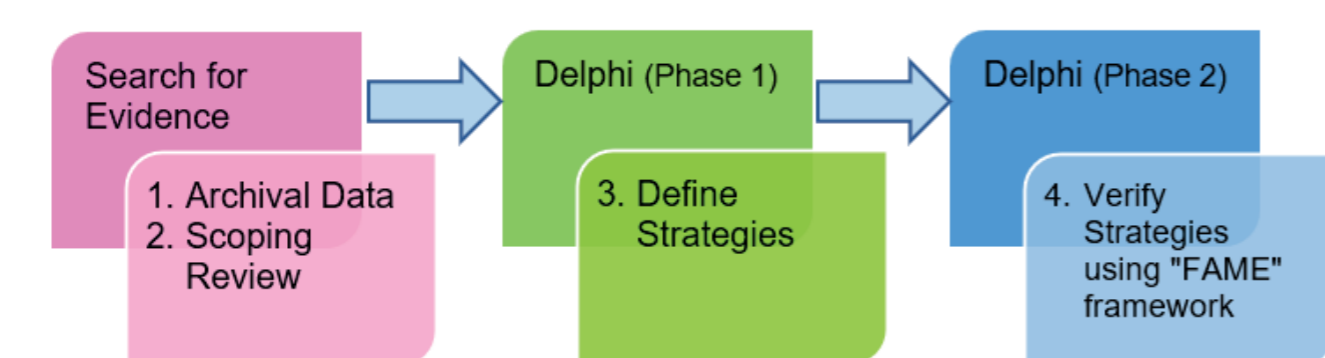 Search for
Evidence
1. Archival Data
2. Scoping
Review
Delphi (Phase 1)
3. Define
Strategies
Delphi (Phase 2)
4. Verify
Strategies
using "FAME"
framework